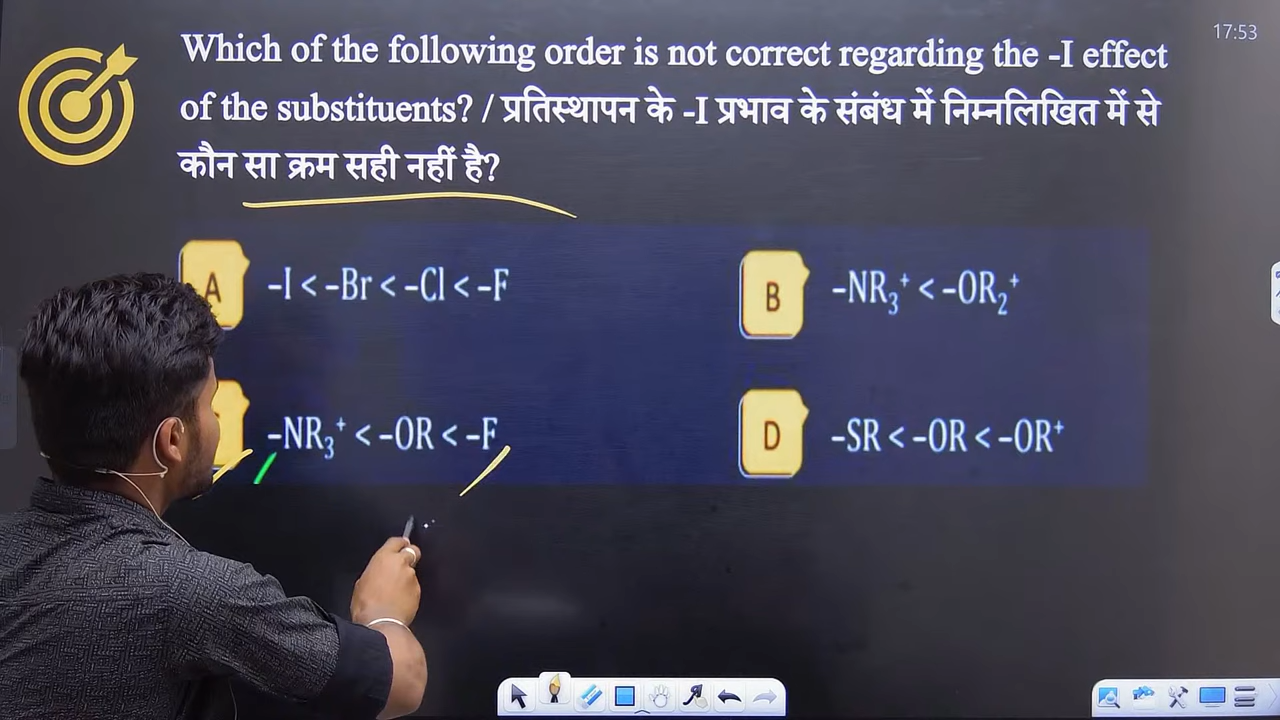 17:53
Which of the following order is not correct regarding the -I effect
of the substituents? / प्रतिस्थापन के -I प्रभाव के संबंध में निम्नलिखित में से
कौन सा क्रम सही नहीं है?
A -I < -Br < -Cl < -F
B -NR₃⁺ < -OR₂⁺
-NR₃⁺ < -OR < -F
D -SR < -OR < -OR⁺